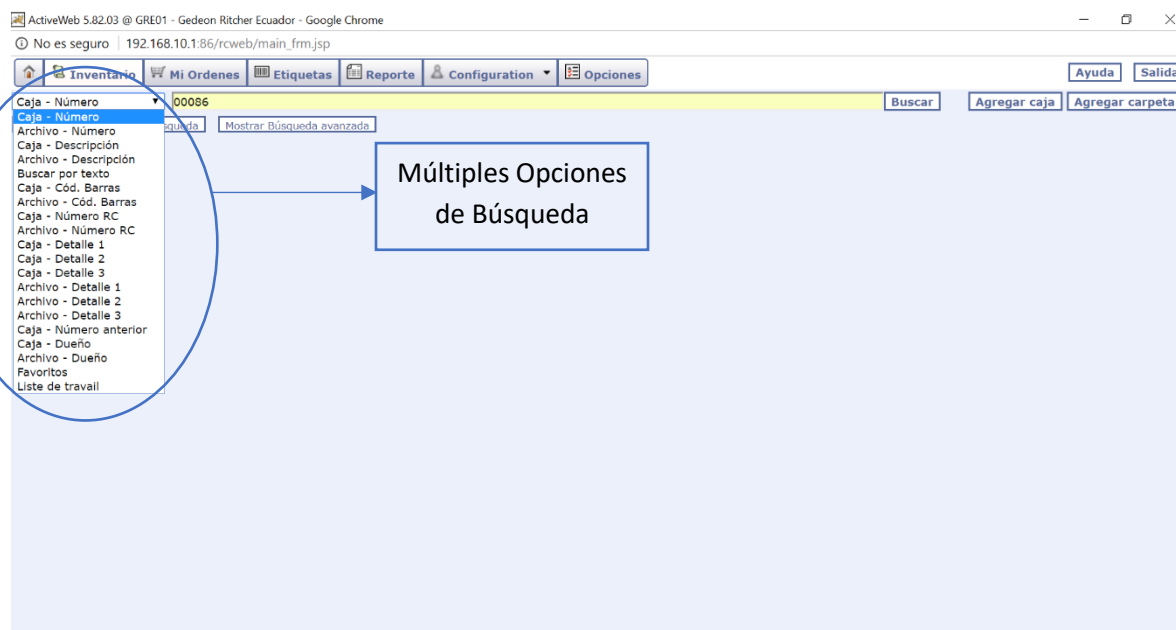 ActiveWeb 5.82.03 @ GRE01 - Gedeon Ritcher Ecuador - Google Chrome
No es seguro | 192.168.10.1:86/rcweb/main_frm.jsp
Inventario Mi Ordenes Etiquetas Reporte Configuration Opciones Ayuda Salida
Caja - Número 00086 Buscar Agregar caja Agregar carpeta
Caja - Número
Mostrar Búsqueda avanzada
Archivo - Número
Caja - Descripción
Archivo - Descripción
Buscar por texto
Caja - Cód. Barras
Archivo - Cód. Barras
Caja - Número RC
Archivo - Número RC
Caja - Detalle 1
Caja - Detalle 2
Caja - Detalle 3
Archivo - Detalle 1
Archivo - Detalle 2
Archivo - Detalle 3
Caja - Número anterior
Caja - Dueño
Archivo - Dueño
Favoritos
Liste de travail
Múltiples Opciones
de Búsqueda